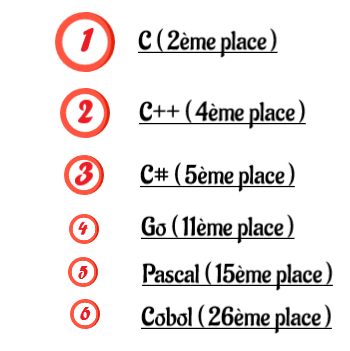 1 C ( 2ème place )
2 C++ ( 4ème place )
3 C# ( 5ème place )
4 Go ( 11ème place )
5 Pascal ( 15ème place )
6 Cobol ( 26ème place )